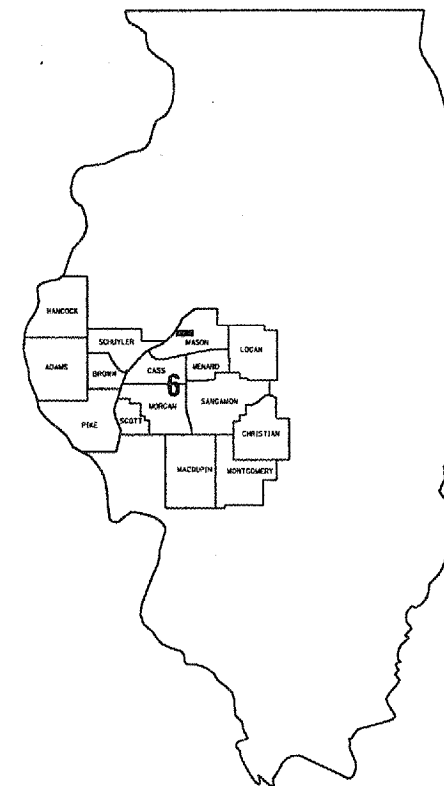 HANCOCK
SCHUYLER
MASON
LOGAN
ADAMS
BROWN
CASS
MENARD
6
PIKE
SCOTT
MORGAN
SANGAMON
CHRISTIAN
MACOUPIN
MONTGOMERY